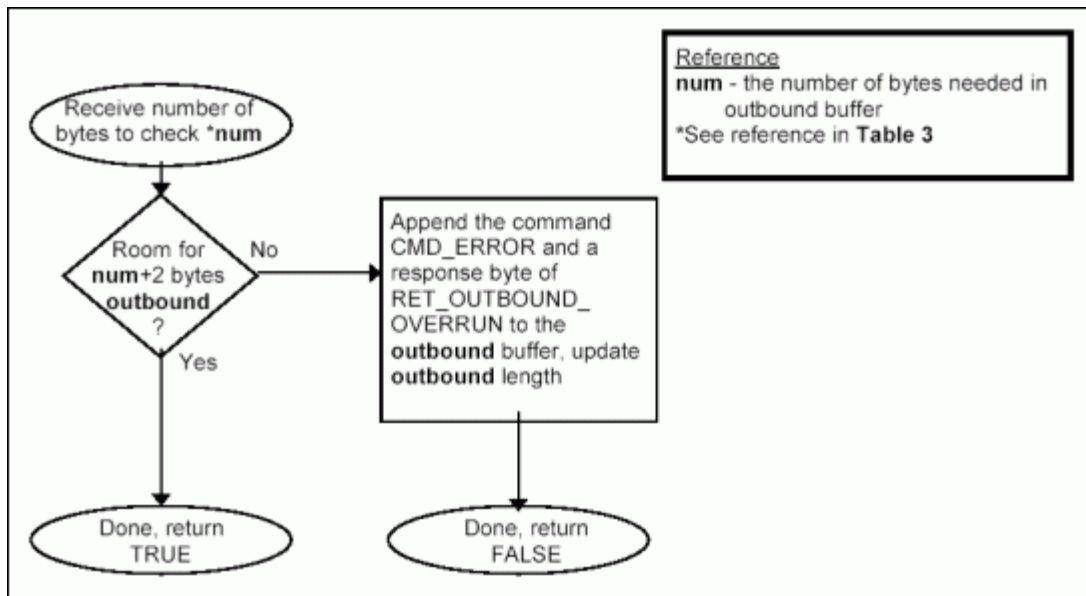 Receive number of
bytes to check *num
Room for
num+2 bytes
outbound
?
No
Yes
Append the command
CMD_ERROR and a
response byte of
RET_OUTBOUND_
OVERRUN to the
outbound buffer, update
outbound length
Done, return
TRUE
Done, return
FALSE
Reference
num - the number of bytes needed in
outbound buffer
*See reference in Table 3